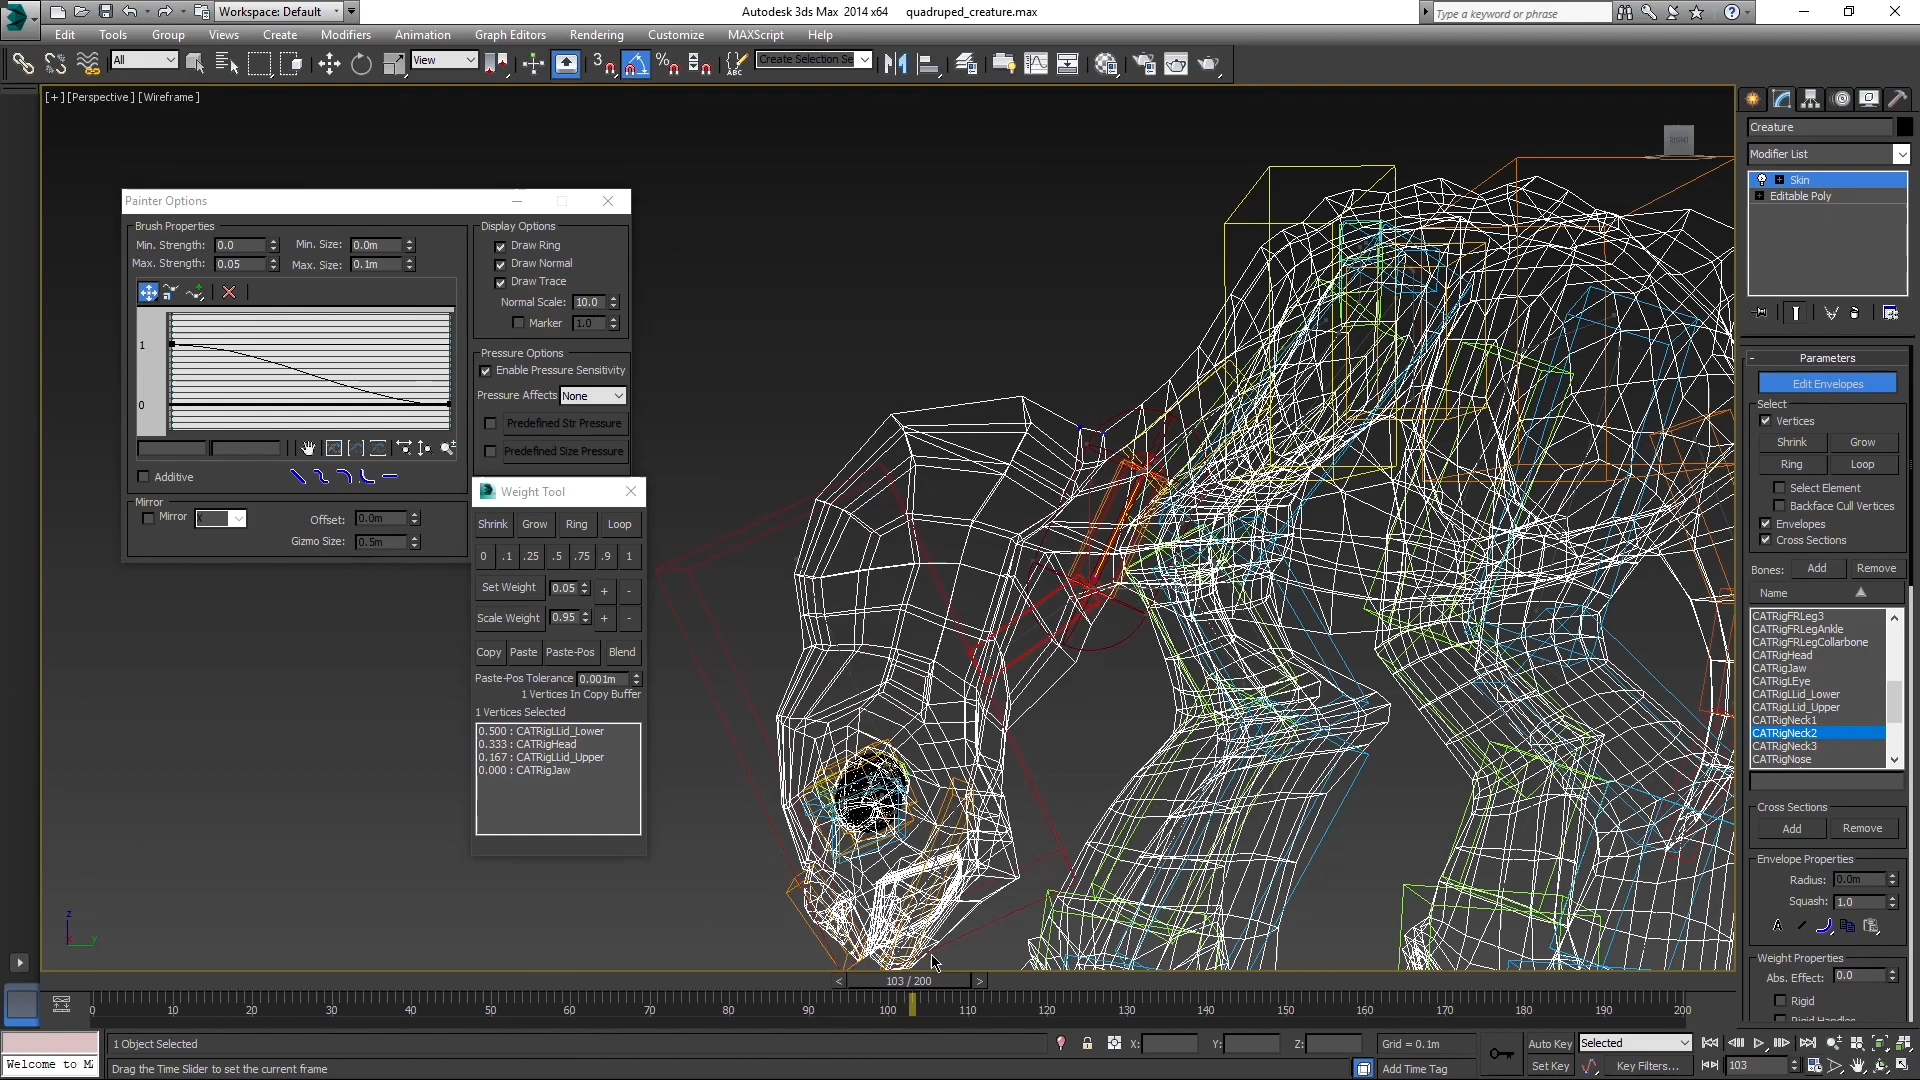 Workspace: Default
Autodesk 3ds Max 2014 x64 quadruped_creature.max
Type a keyword or phrase
Edit Tools Group Views Create Modifiers Animation Graph Editors Rendering Customize MAXScript Help
All
View
3
%
ABC
Create Selection Se
[+] [Perspective] [Wireframe]
RIGHT
Painter Options
Brush Properties
Min. Strength: 0.0 Min. Size: 0.0m
Max. Strength: 0.05 Max. Size: 0.1m
1
0
Additive
Mirror
Mirror X Offset: 0.0m
Gizmo Size: 0.5m
Display Options
Draw Ring
Draw Normal
Draw Trace
Normal Scale: 10.0
Marker 1.0
Pressure Options
Enable Pressure Sensitivity
Pressure Affects None
Predefined Str Pressure
Predefined Size Pressure
Weight Tool
Shrink Grow Ring Loop
0 .1 .25 .5 .75 .9 1
Set Weight 0.05 + -
Scale Weight 0.95 + -
Copy Paste Paste-Pos Blend
Paste-Pos Tolerance 0.001m
1 Vertices In Copy Buffer
1 Vertices Selected
0.500 : CATRigLLid_Lower
0.333 : CATRigHead
0.167 : CATRigLLid_Upper
0.000 : CATRigJaw
Creature
Modifier List
Skin
Editable Poly
- Parameters
Edit Envelopes
Select
Vertices
Shrink Grow
Ring Loop
Select Element
Backface Cull Vertices
Envelopes
Cross Sections
Bones: Add Remove
Name
CATRigFRLeg3
CATRigFRLegAnkle
CATRigFRLegCollarbone
CATRigHead
CATRigJaw
CATRigLEye
CATRigLLid_Lower
CATRigLLid_Upper
CATRigNeck1
CATRigNeck2
CATRigNeck3
CATRigNose
Cross Sections
Add Remove
Envelope Properties
Radius: 0.0m
Squash: 1.0
A
Weight Properties
Abs. Effect: 0.0
Rigid
Rigid Handles
z
x y
< 103 / 200 >
0 10 20 30 40 50 60 70 80 90 100 110 120 130 140 150 160 170 180 190 200
1 Object Selected
X: Y: Z: Grid = 0.1m
Auto Key Selected
Welcome to M
Drag the Time Slider to set the current frame
Add Time Tag
Set Key Key Filters... 103